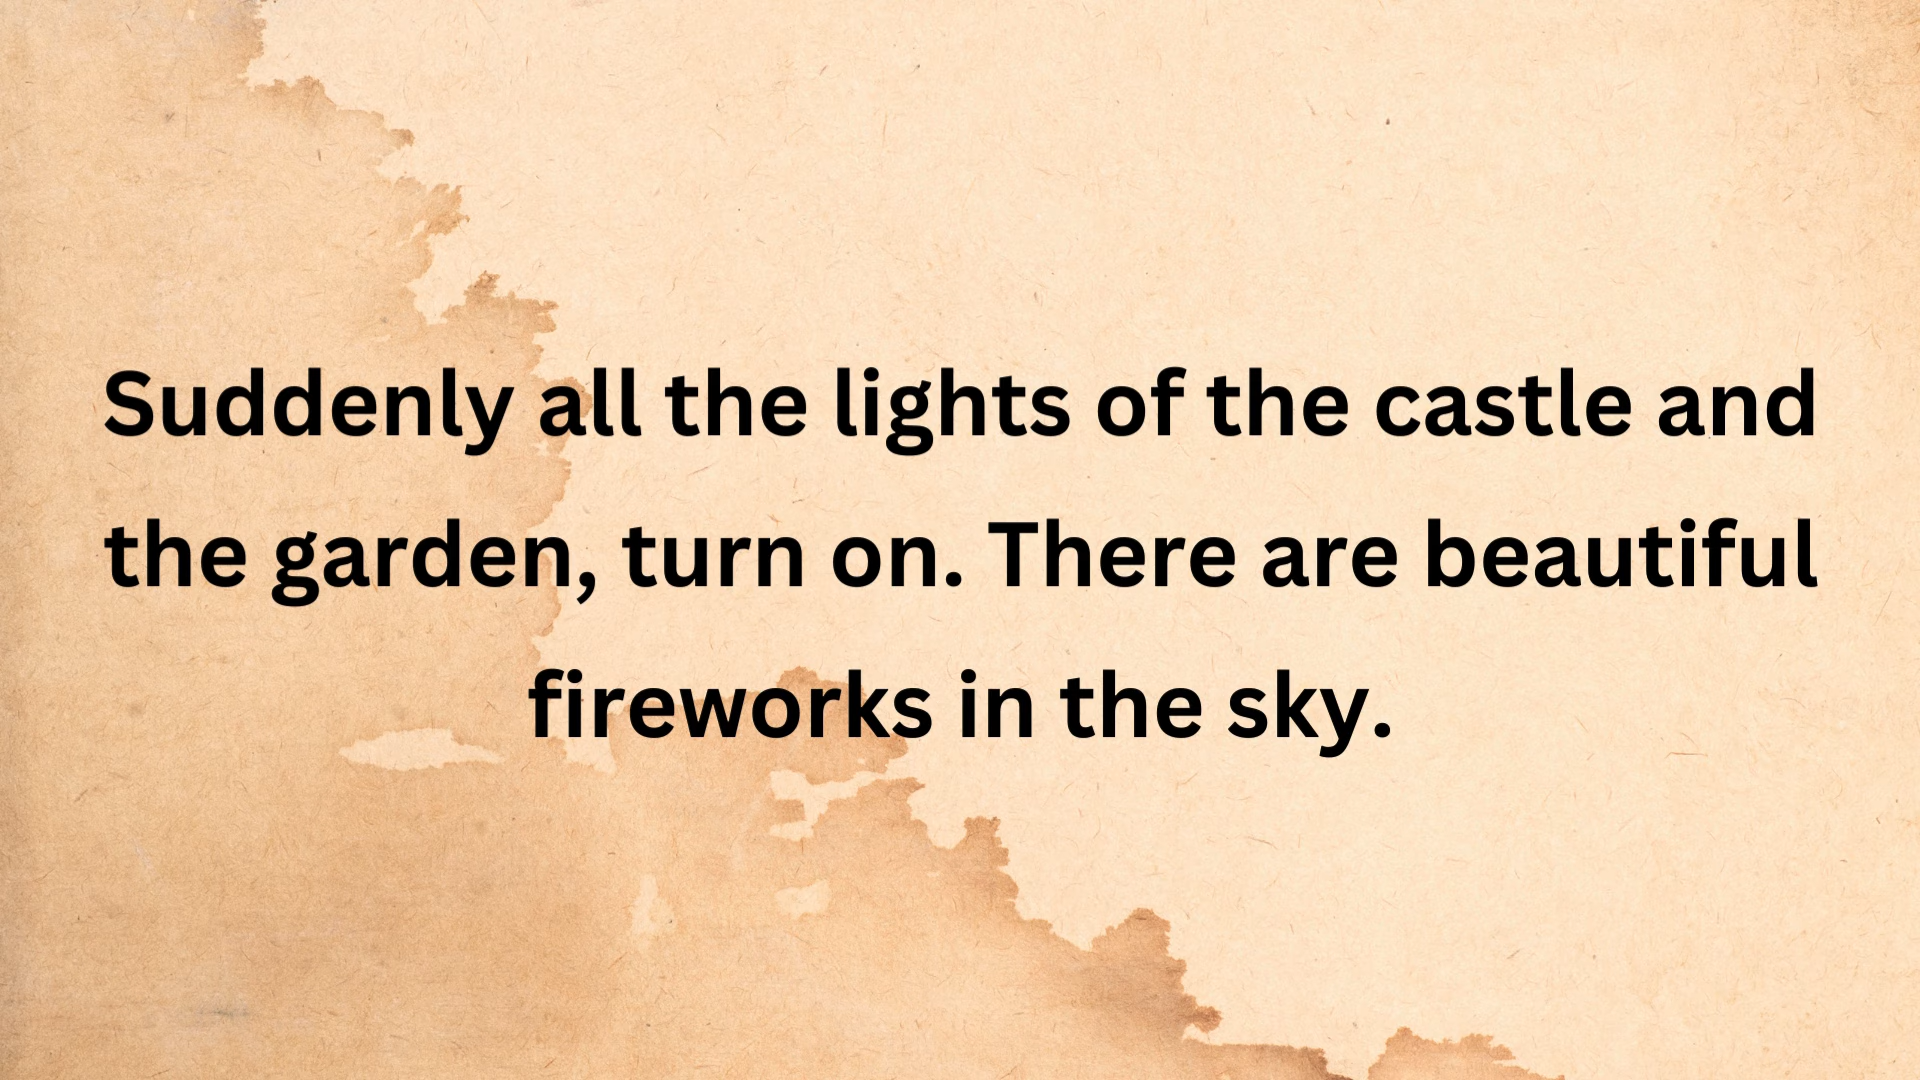 Suddenly all the lights of the castle and
the garden, turn on. There are beautiful
fireworks in the sky.